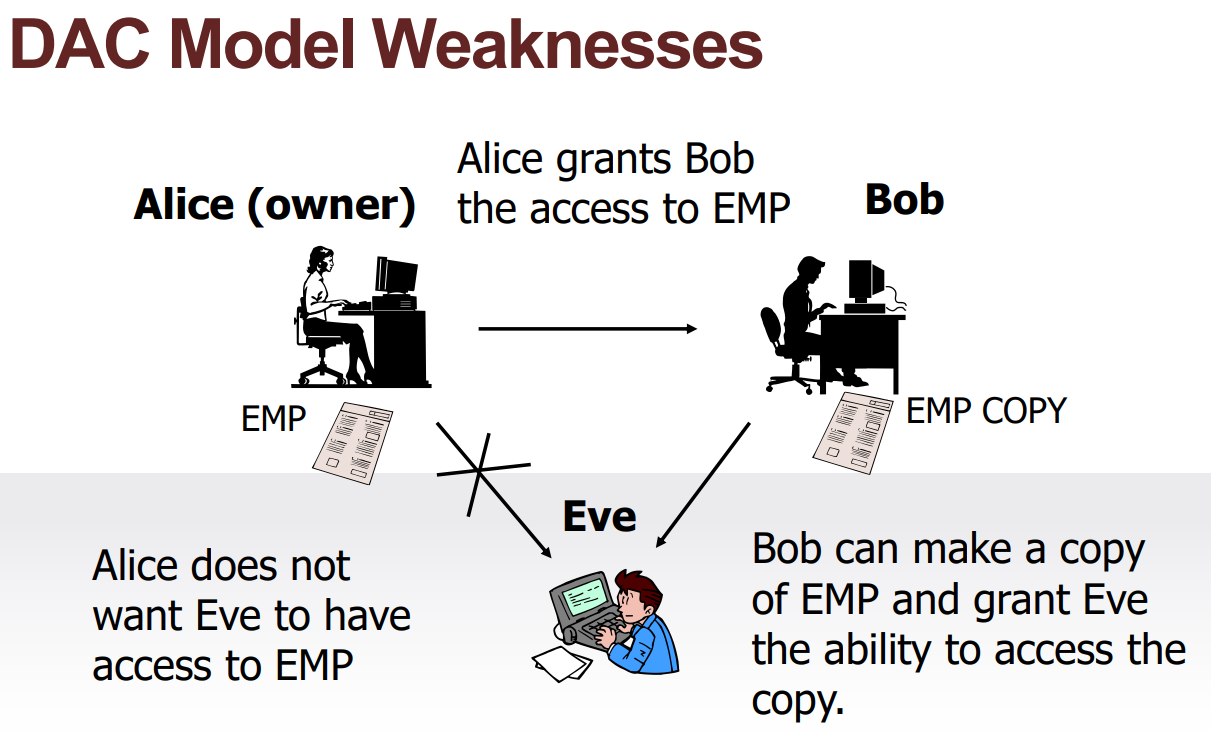 DAC Model Weaknesses
Alice grants Bob
the access to EMP
Alice (owner)
Bob
EMP
EMP COPY
Eve
Alice does not
want Eve to have
access to EMP
Bob can make a copy
of EMP and grant Eve
the ability to access the
copy.